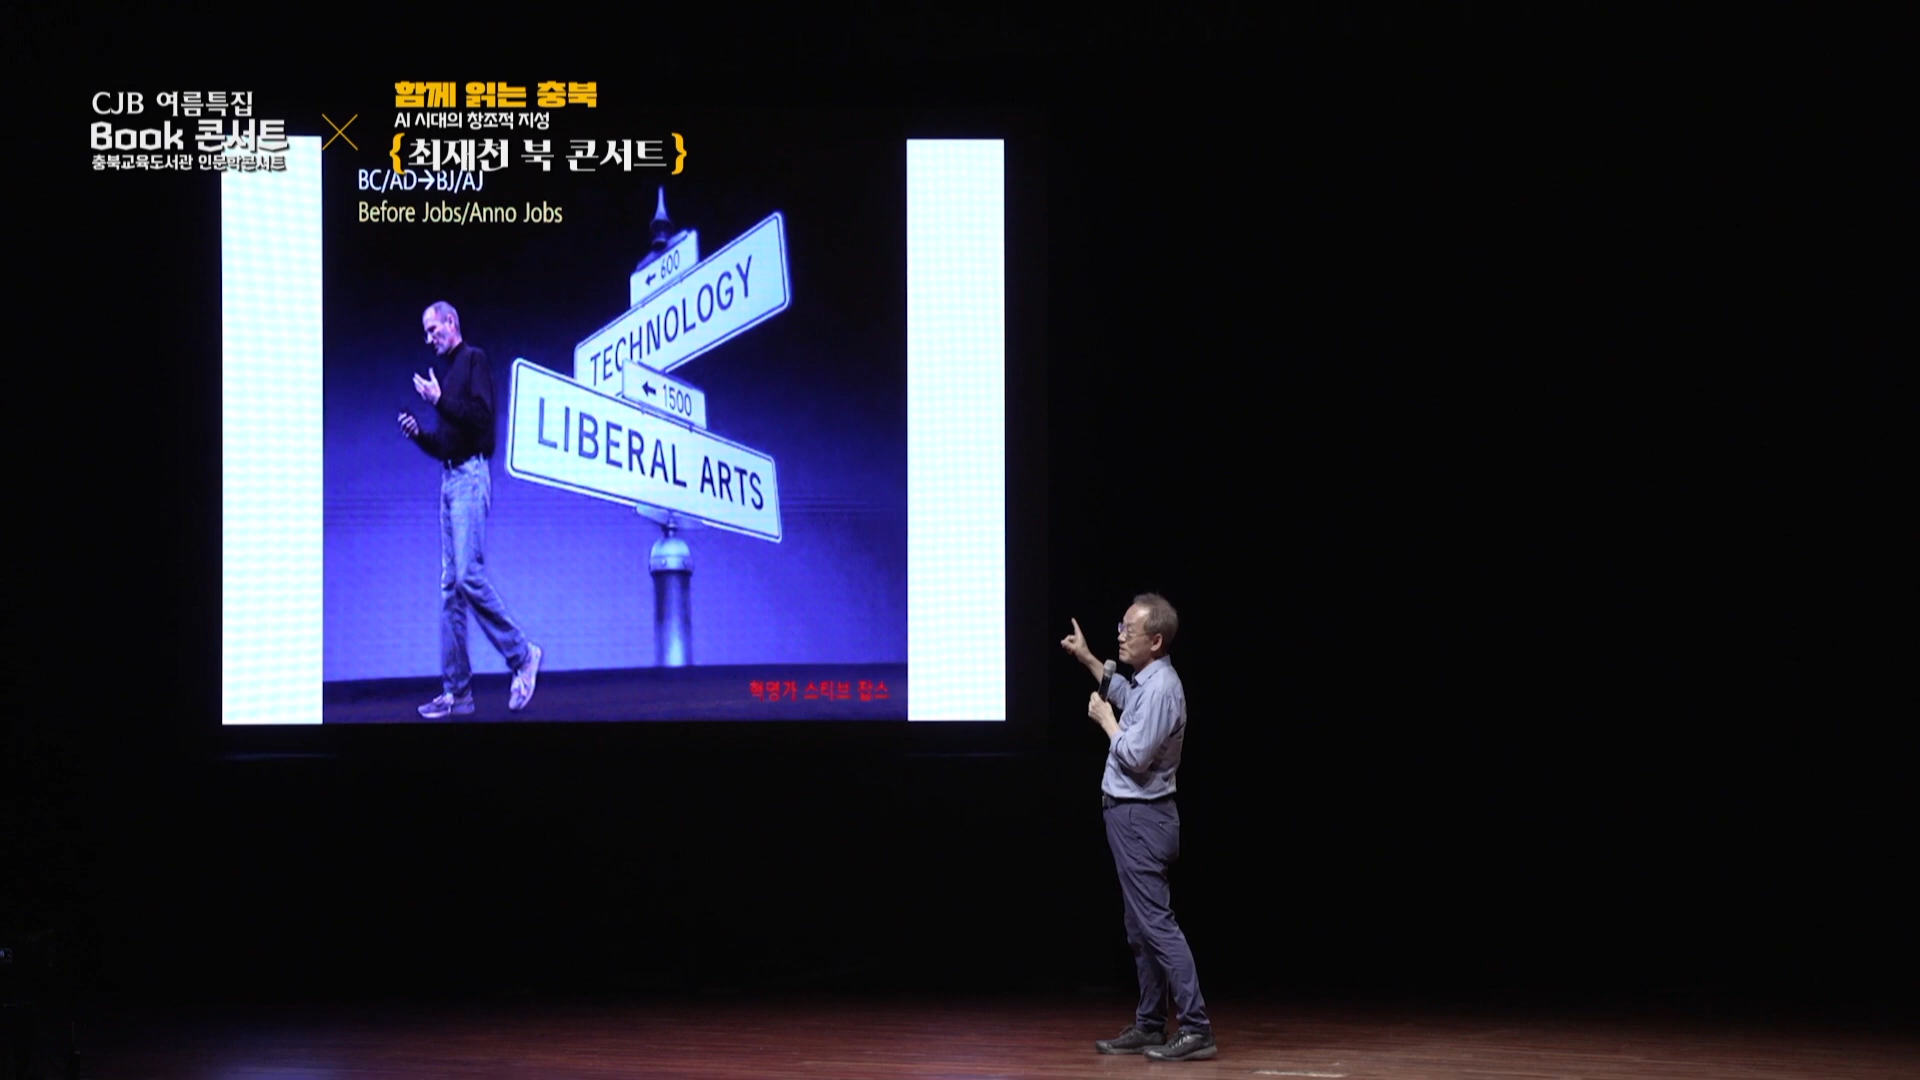 CJB 여름특집
Book 콘서트
충북교육도서관 인문학콘서트
함께 읽는 충북
AI 시대의 창조적 지성
{최재천 북 콘서트}
BC/AD→BJ/AJ
Before Jobs/Anno Jobs
← 600
TECHNOLOGY
← 1500
LIBERAL ARTS
혁명가 스티브 잡스